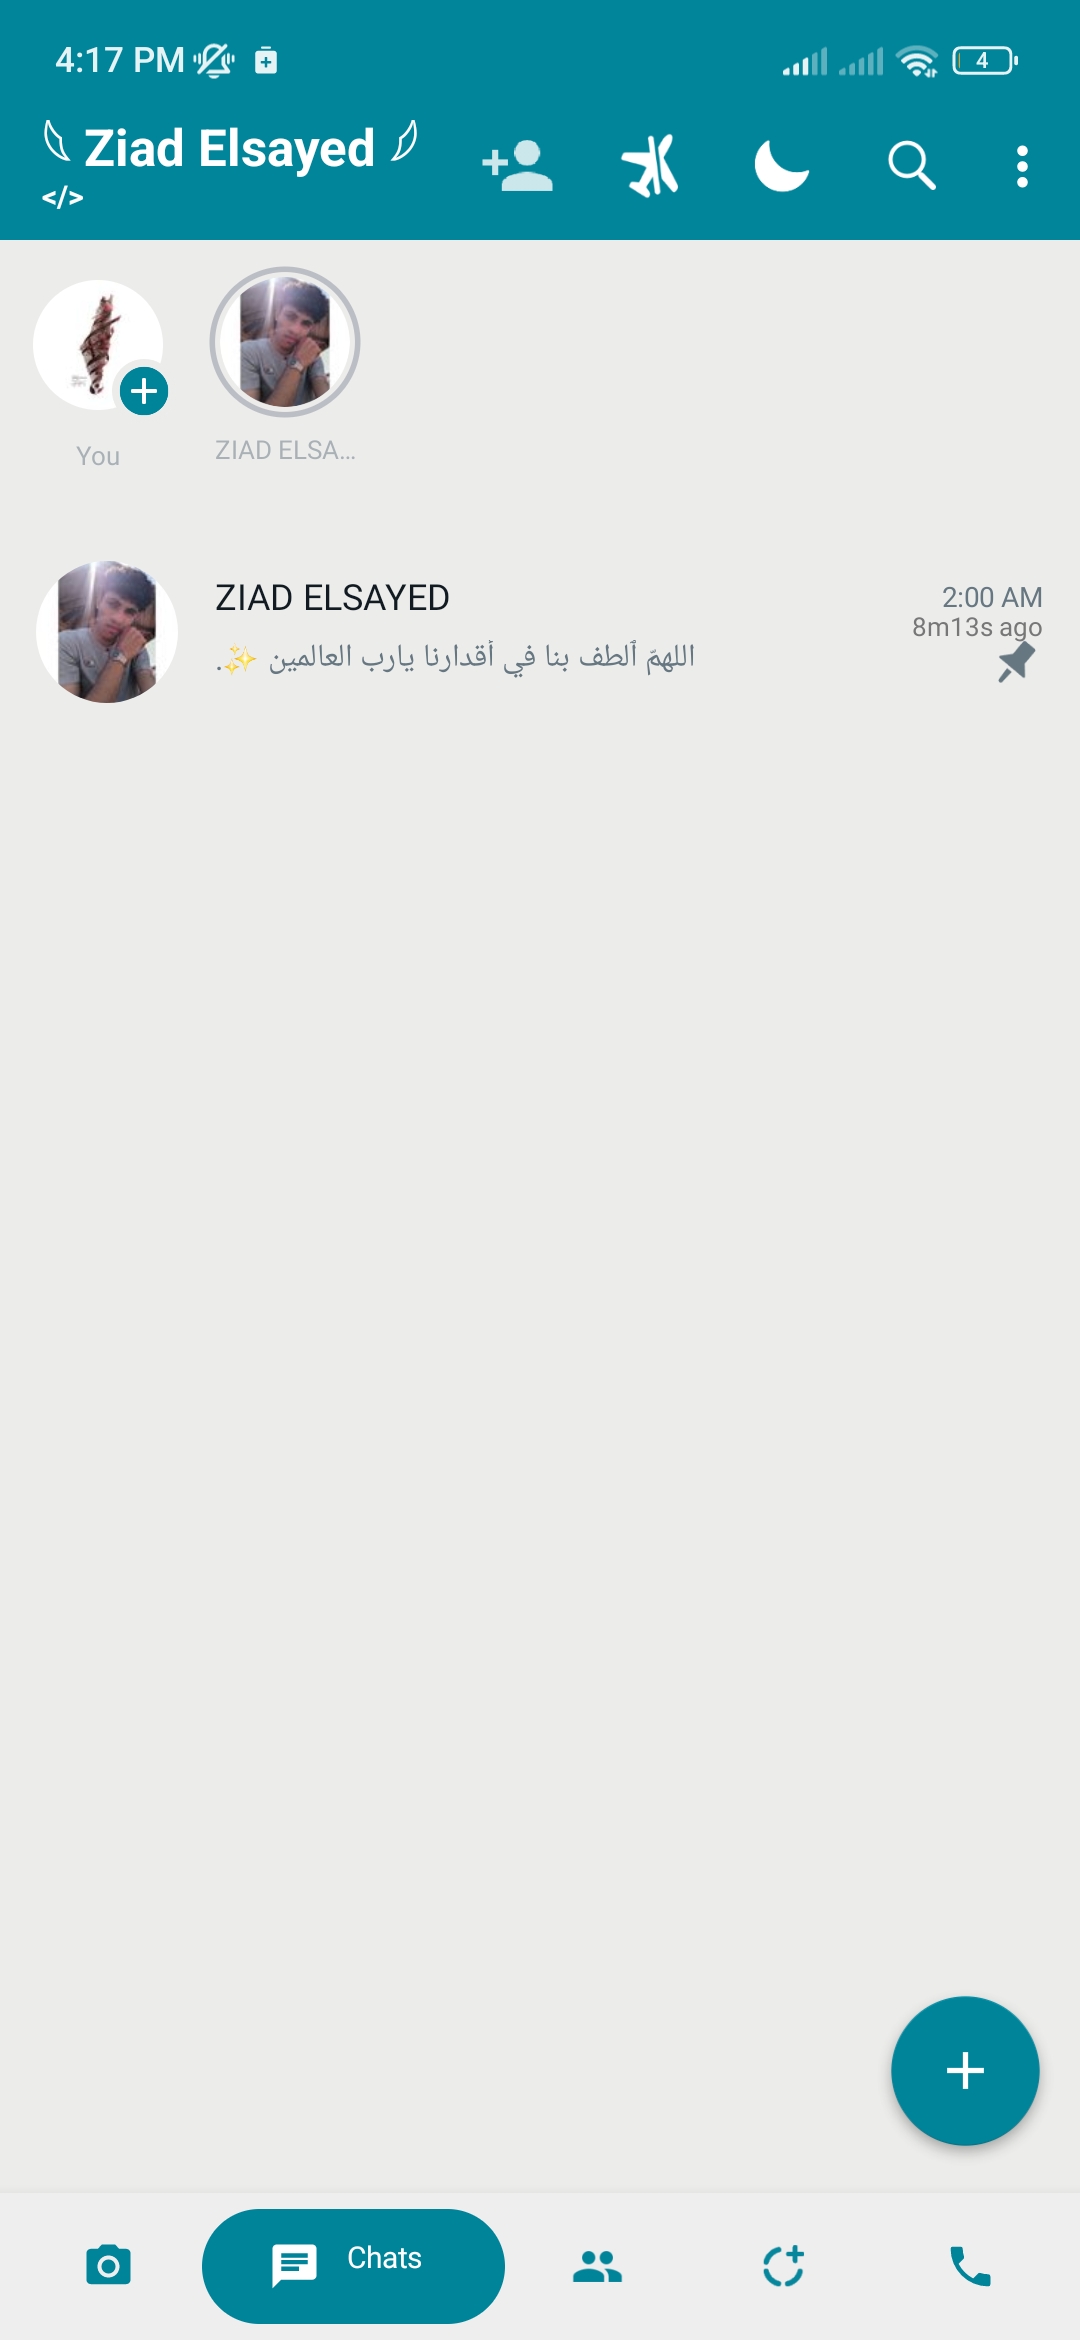 4:17 PM
4
Ziad Elsayed
</>
You
ZIAD ELSA...
ZIAD ELSAYED
2:00 AM
8m13s ago
اللهمّ ٱلطف بنا في أقدارنا يارب العالمين ✨.
Chats